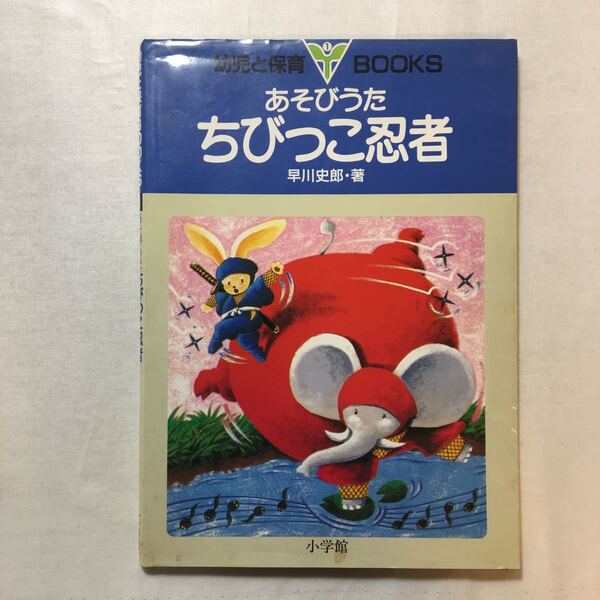 幼児と保育 1 BOOKS
あそびうた
ちびっこ忍者
早川史郎・著
小学館